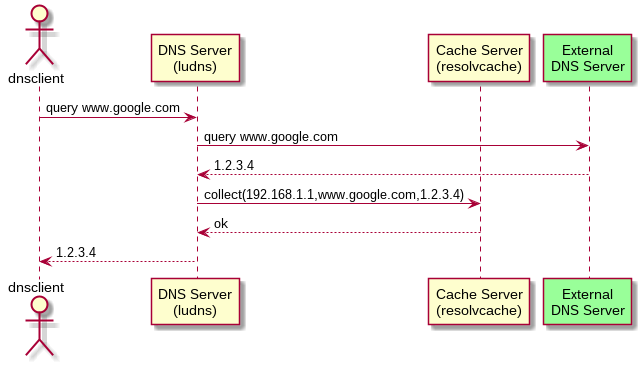 dnsclient
DNS Server
(ludns)
Cache Server
(resolvcache)
External
DNS Server
query www.google.com
query www.google.com
1.2.3.4
collect(192.168.1.1,www.google.com,1.2.3.4)
ok
1.2.3.4
dnsclient
DNS Server
(ludns)
Cache Server
(resolvcache)
External
DNS Server